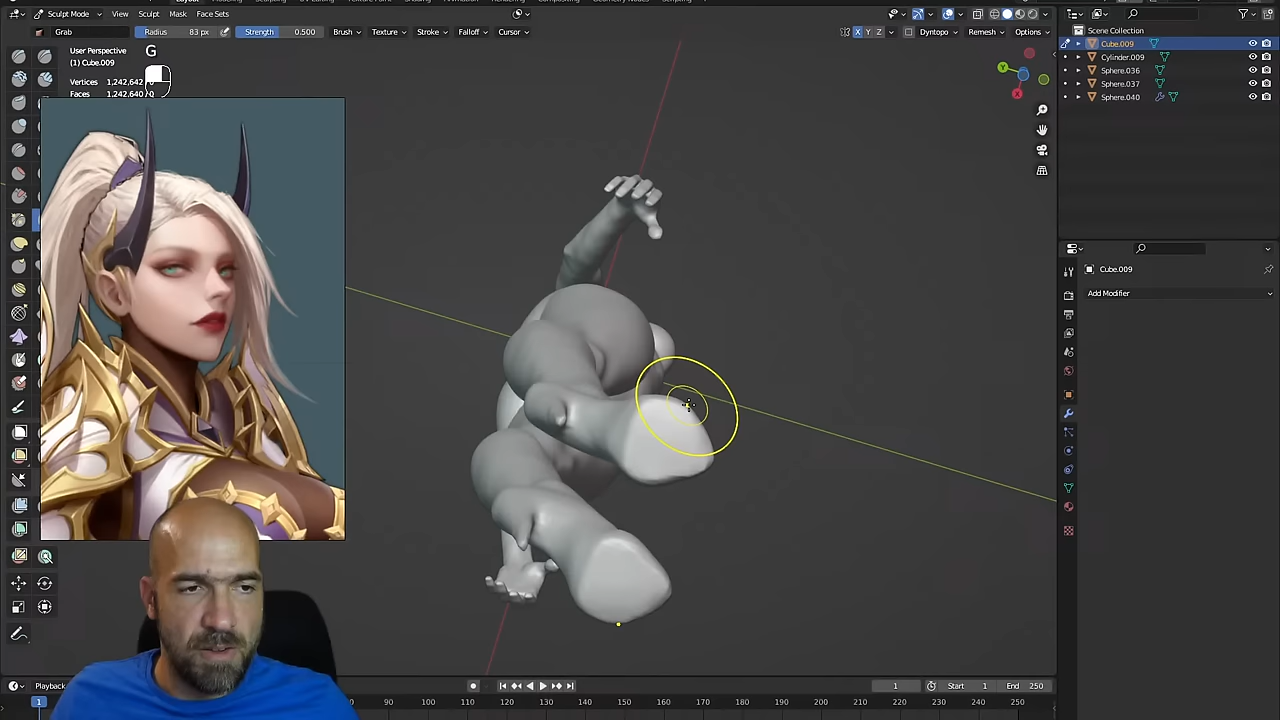 Sculpt Mode View Sculpt Mask Face Sets
Grab Radius 83 px Strength 0.500 Brush Texture Stroke Falloff Cursor X Y Z Dyntopo Remesh Options
User Perspective
(1) Cube.009
G
Vertices 1,242,642
Faces 1,242,640
Y
X
Scene Collection
Cube.009
Cylinder.009
Sphere.036
Sphere.037
Sphere.040
Cube.009
Add Modifier
Playback 1 Start 1 End 250
1 80 90 100 110 120 130 140 150 160 170 180 190 200 210 220 230 240 250